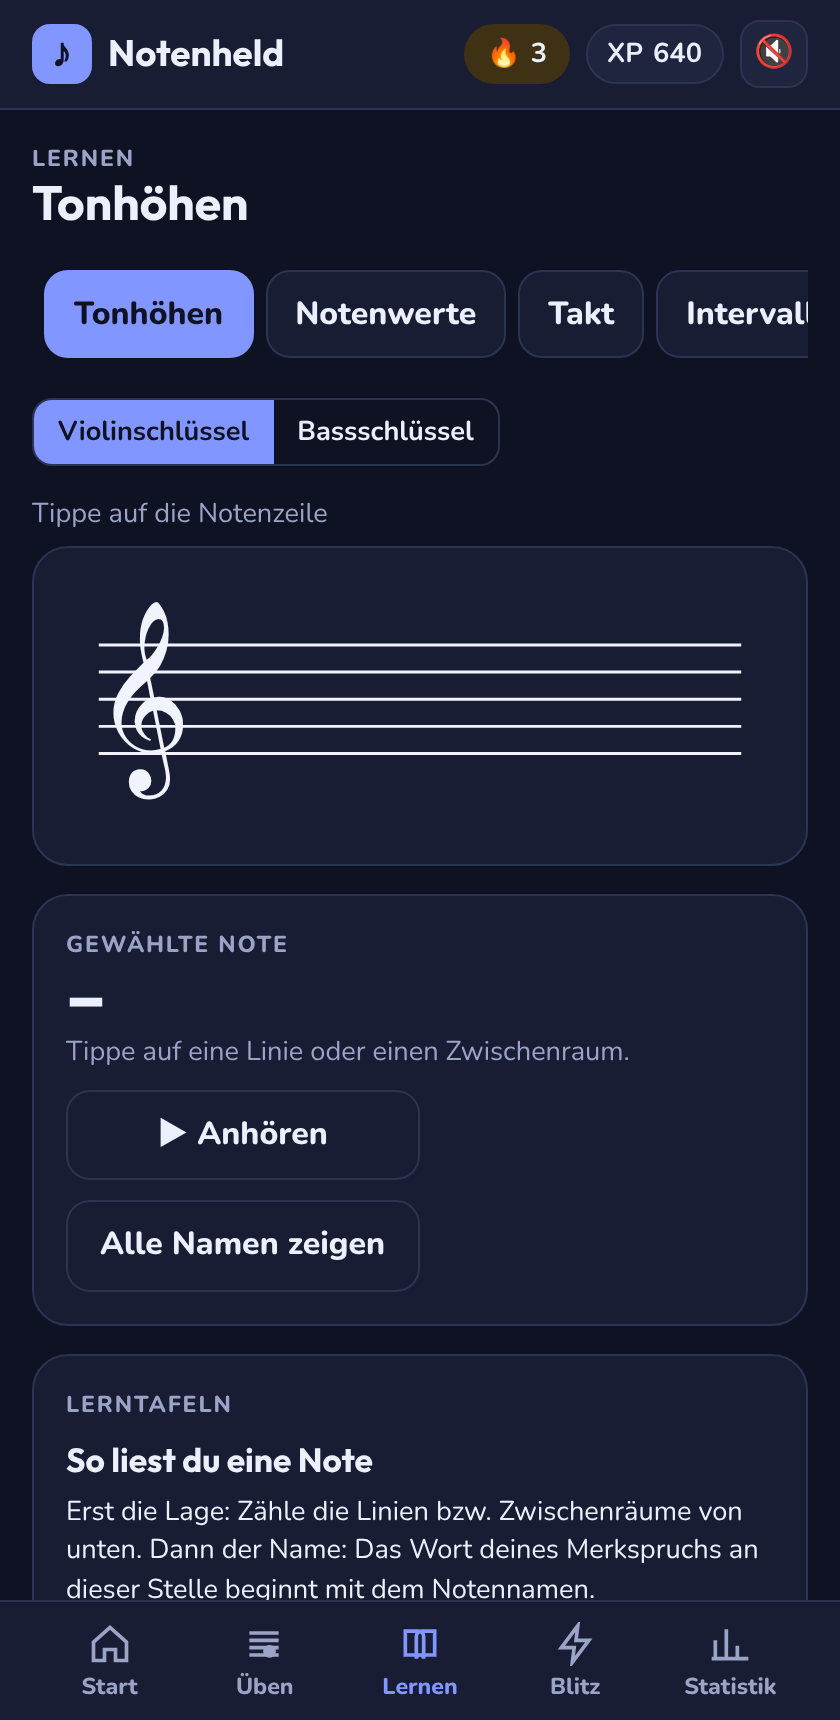 Notenheld
🔥 3
XP 640
LERNEN
Tonhöhen
Tonhöhen
Notenwerte
Takt
Intervall
Violinschlüssel
Bassschlüssel
Tippe auf die Notenzeile
GEWÄHLTE NOTE
–
Tippe auf eine Linie oder einen Zwischenraum.
▶ Anhören
Alle Namen zeigen
LERNTAFELN
So liest du eine Note
Erst die Lage: Zähle die Linien bzw. Zwischenräume von
unten. Dann der Name: Das Wort deines Merkspruchs an
dieser Stelle beginnt mit dem Notennamen.
Start
Üben
Lernen
Blitz
Statistik